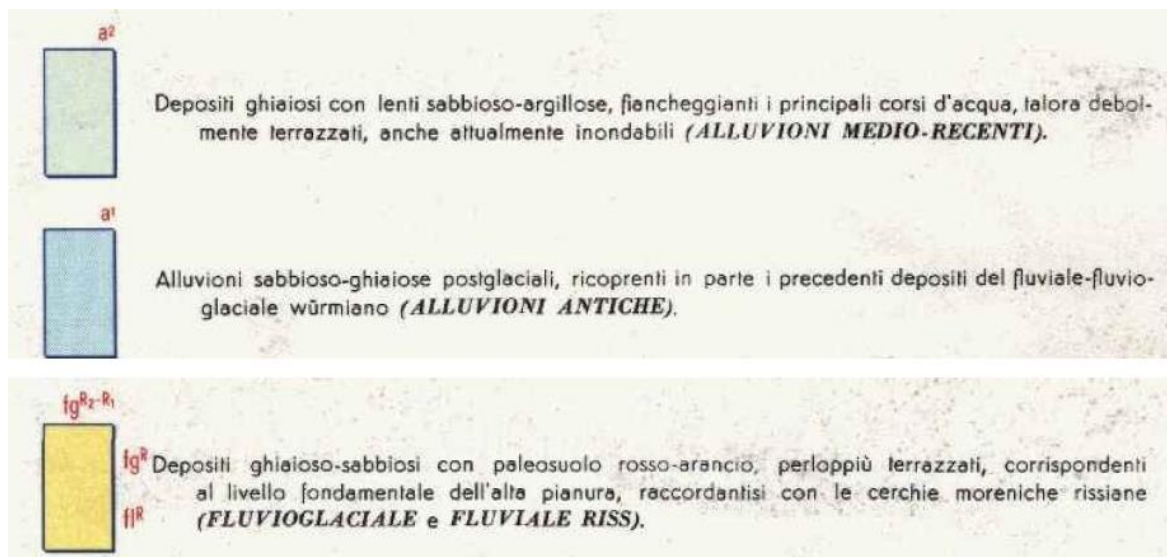 a²
Depositi ghiaiosi con lenti sabbioso-argillose, fiancheggianti i principali corsi d'acqua, talora debol-
mente terrazzati, anche attualmente inondabili (ALLUVIONI MEDIO-RECENTI).
a¹
Alluvioni sabbioso-ghiaiose postglaciali, ricoprenti in parte i precedenti depositi del fluviale-fluvio-
glaciale würmiano (ALLUVIONI ANTICHE).
fgᴿ²⁻ᴿ¹
fgᴿ Depositi ghiaioso-sabbiosi con paleosuolo rosso-arancio, perloppiù terrazzati, corrispondenti
al livello fondamentale dell'alta pianura, raccordantisi con le cerchie moreniche rissiane
flᴿ (FLUVIOGLACIALE e FLUVIALE RISS).